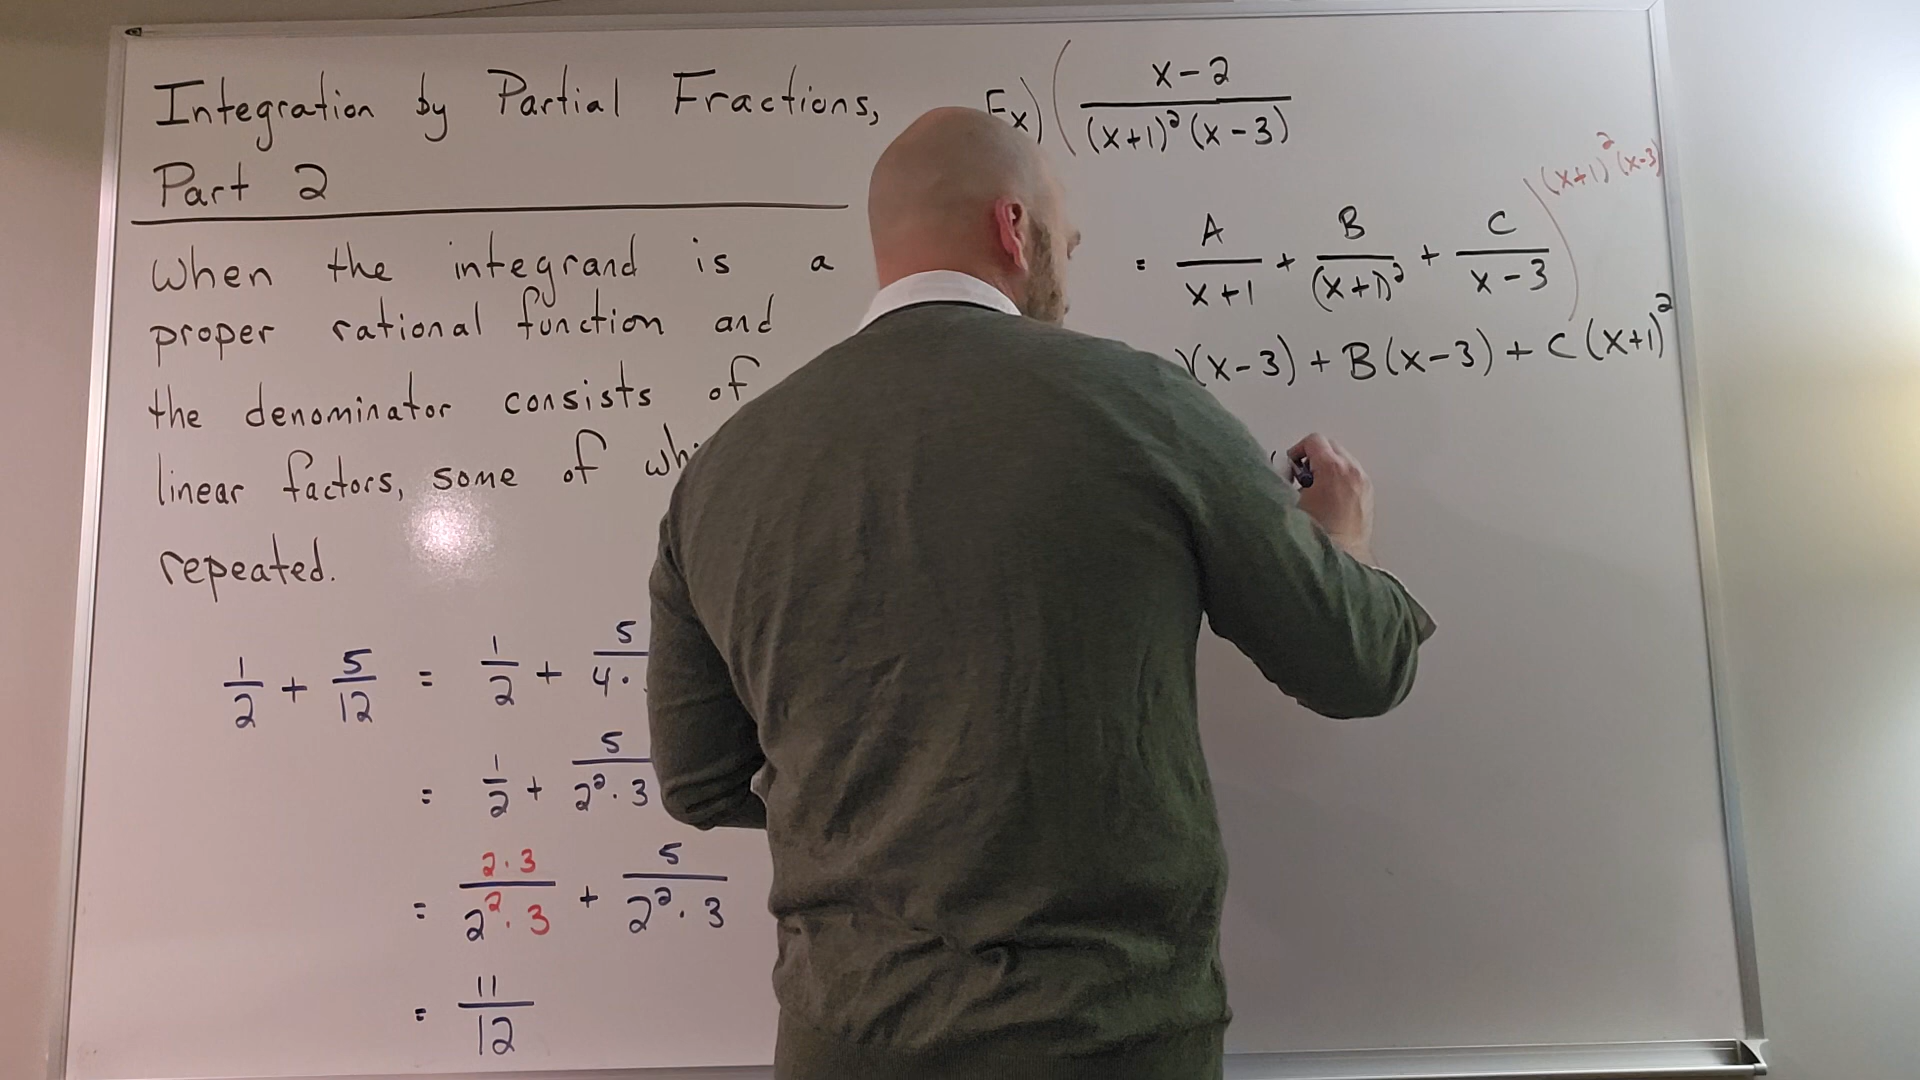 Integration by Partial Fractions,
Part 2
When the integrand is a
proper rational function and
the denominator consists of
linear factors, some of
repeated.
1/2 + 5/12 = 1/2 + 5/4·
= 1/2 + 5/2²·3
= 2·3/2²·3 + 5/2²·3
= 11/12
Ex) ( x-2/(x+1)²(x-3)
= A/x+1 + B/(x+1)² + C/x-3 ) (x+1)²(x-3)
)(x-3) + B(x-3) + C(x+1)²